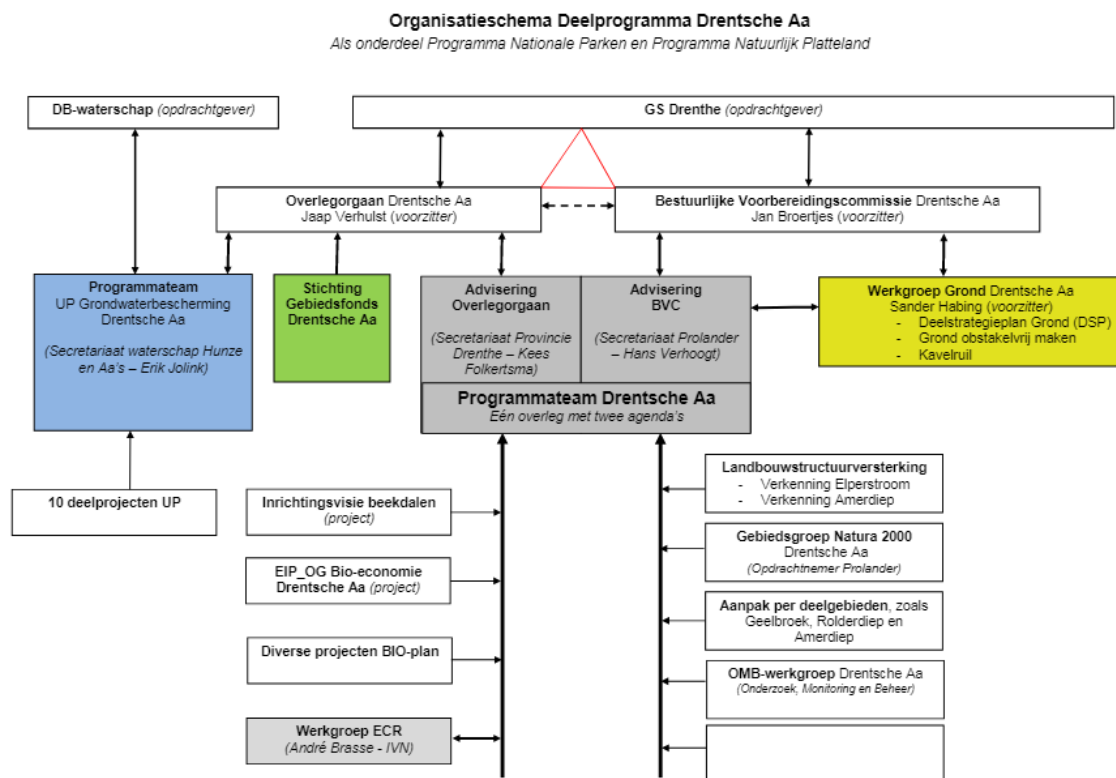 Organisatieschema Deelprogramma Drentsche Aa
Als onderdeel Programma Nationale Parken en Programma Natuurlijk Platteland
DB-waterschap (opdrachtgever)
GS Drenthe (opdrachtgever)
Overlegorgaan Drentsche Aa
Jaap Verhulst (voorzitter)
Bestuurlijke Voorbereidingscommissie Drentsche Aa
Jan Broertjes (voorzitter)
Programmateam
UP Grondwaterbescherming
Drentsche Aa
(Secretariaat waterschap Hunze
en Aa's – Erik Jolink)
Stichting
Gebiedsfonds
Drentsche Aa
Advisering
Overlegorgaan
(Secretariaat Provincie
Drenthe – Kees
Folkertsma)
Advisering
BVC
(Secretariaat Prolander
– Hans Verhoogt)
Werkgroep Grond Drentsche Aa
Sander Habing (voorzitter)
- Deelstrategieplan Grond (DSP)
- Grond obstakelvrij maken
- Kavelruil
Programmateam Drentsche Aa
Eén overleg met twee agenda's
10 deelprojecten UP
Inrichtingsvisie beekdalen
(project)
EIP_OG Bio-economie
Drentsche Aa (project)
Diverse projecten BIO-plan
Werkgroep ECR
(André Brasse - IVN)
Landbouwstructuurversterking
- Verkenning Elperstroom
- Verkenning Amerdiep
Gebiedsgroep Natura 2000
Drentsche Aa
(Opdrachtnemer Prolander)
Aanpak per deelgebieden, zoals
Geelbroek, Rolderdiep en
Amerdiep
OMB-werkgroep Drentsche Aa
(Onderzoek, Monitoring en Beheer)